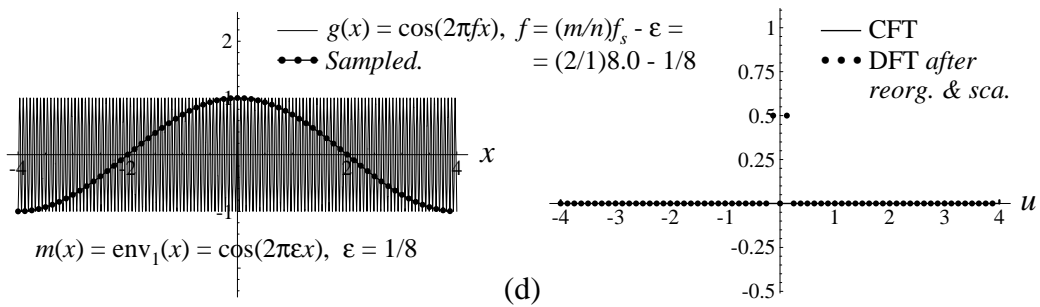 2
g(x) = cos(2πfx), f = (m/n)f_s - ε =
Sampled. = (2/1)8.0 - 1/8
1
-4 -2 2 4 x
-1
m(x) = env_1(x) = cos(2πεx), ε = 1/8
1
CFT
0.75
DFT after
reorg. & sca.
0.5
0.25
-4 -3 -2 -1 0 1 2 3 4 u
-0.25
-0.5
(d)